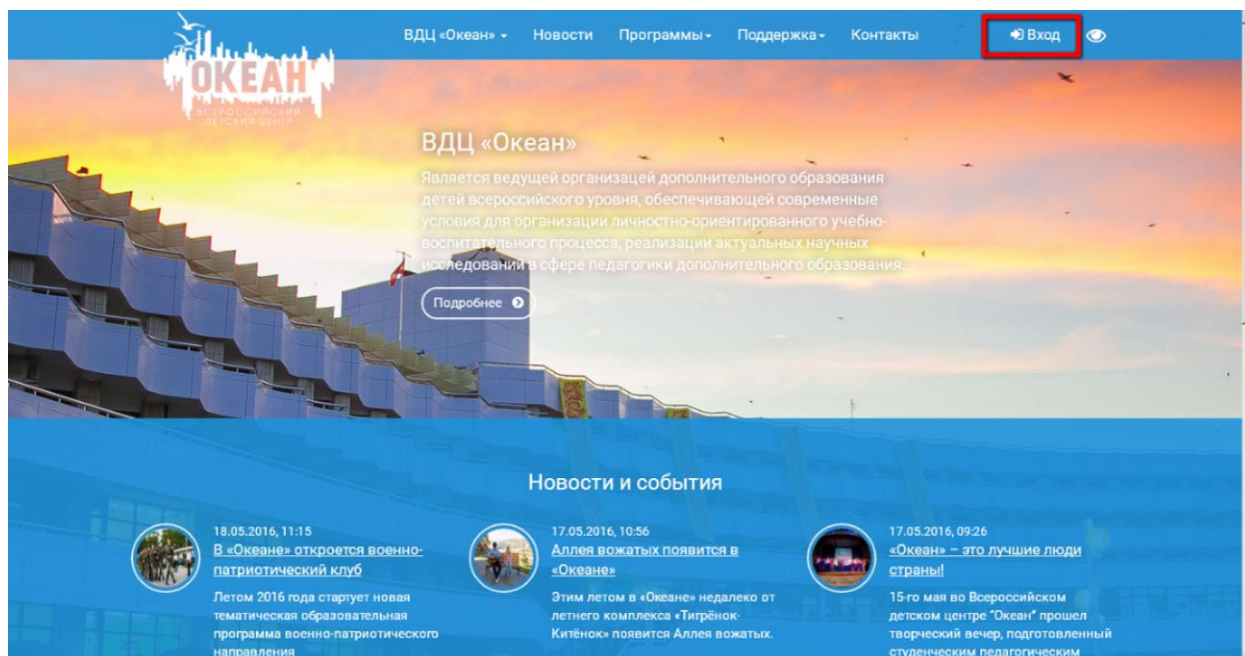 ВДЦ «Океан» Новости Программы Поддержка Контакты Вход
ОКЕАН
ВСЕРОССИЙСКИЙ
ДЕТСКИЙ ЦЕНТР
ВДЦ «Океан»
Является ведущей организацей дополнительного образования
детей всероссийского уровня, обеспечивающей современные
условия для организации личностно-ориентированного учебно-
воспитательного процесса, реализации актуальных научных
исследований в сфере педагогики дополнительного образования...
Подробнее
Новости и события
18.05.2016, 11:15
В «Океане» откроется военно-
патриотический клуб
Летом 2016 года стартует новая
тематическая образовательная
программа военно-патриотического
направления
17.05.2016, 10:56
Аллея вожатых появится в
«Океане»
Этим летом в «Океане» недалеко от
летнего комплекса «Тигрёнок-
Китёнок» появится Аллея вожатых.
17.05.2016, 09:26
«Океан» – это лучшие люди
страны!
15-го мая во Всероссийском
детском центре "Океан" прошел
творческий вечер, подготовленный
студенческим педагогическим